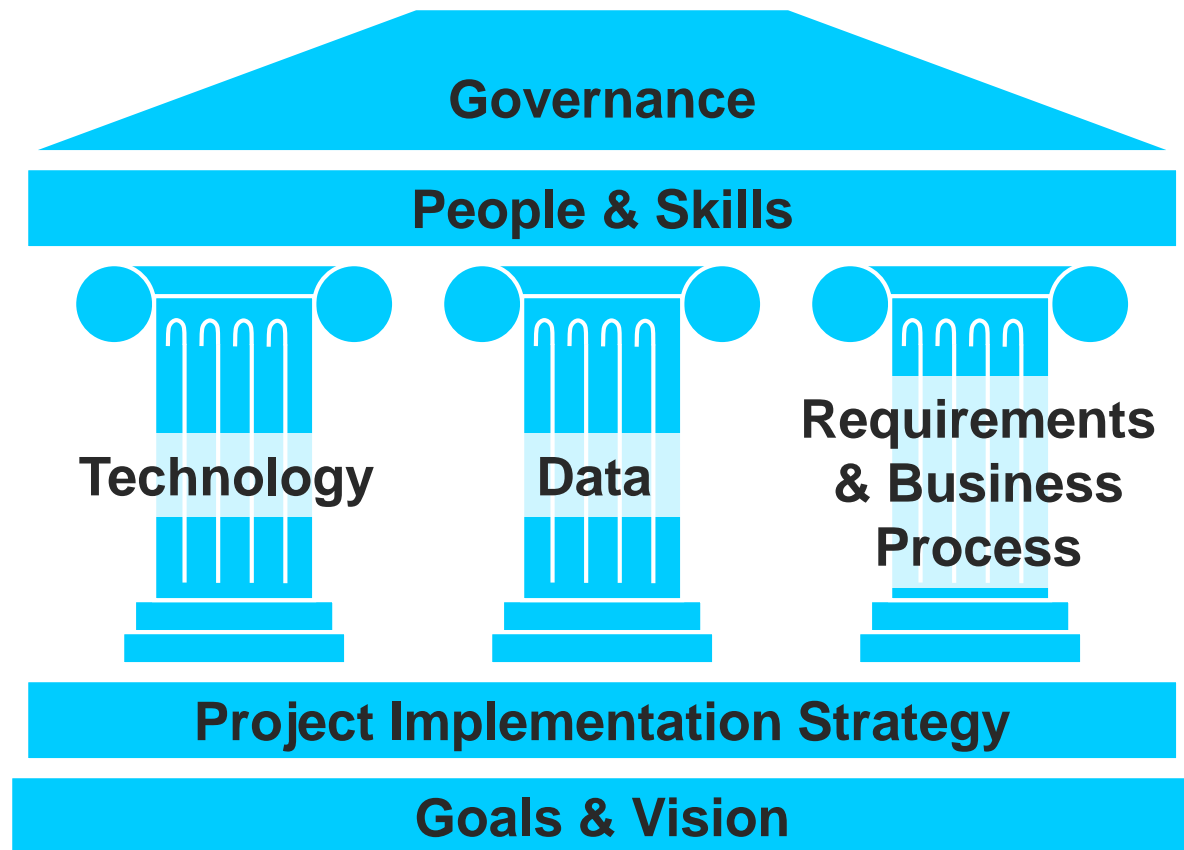 Governance
People & Skills
Technology
Data
Requirements
& Business
Process
Project Implementation Strategy
Goals & Vision